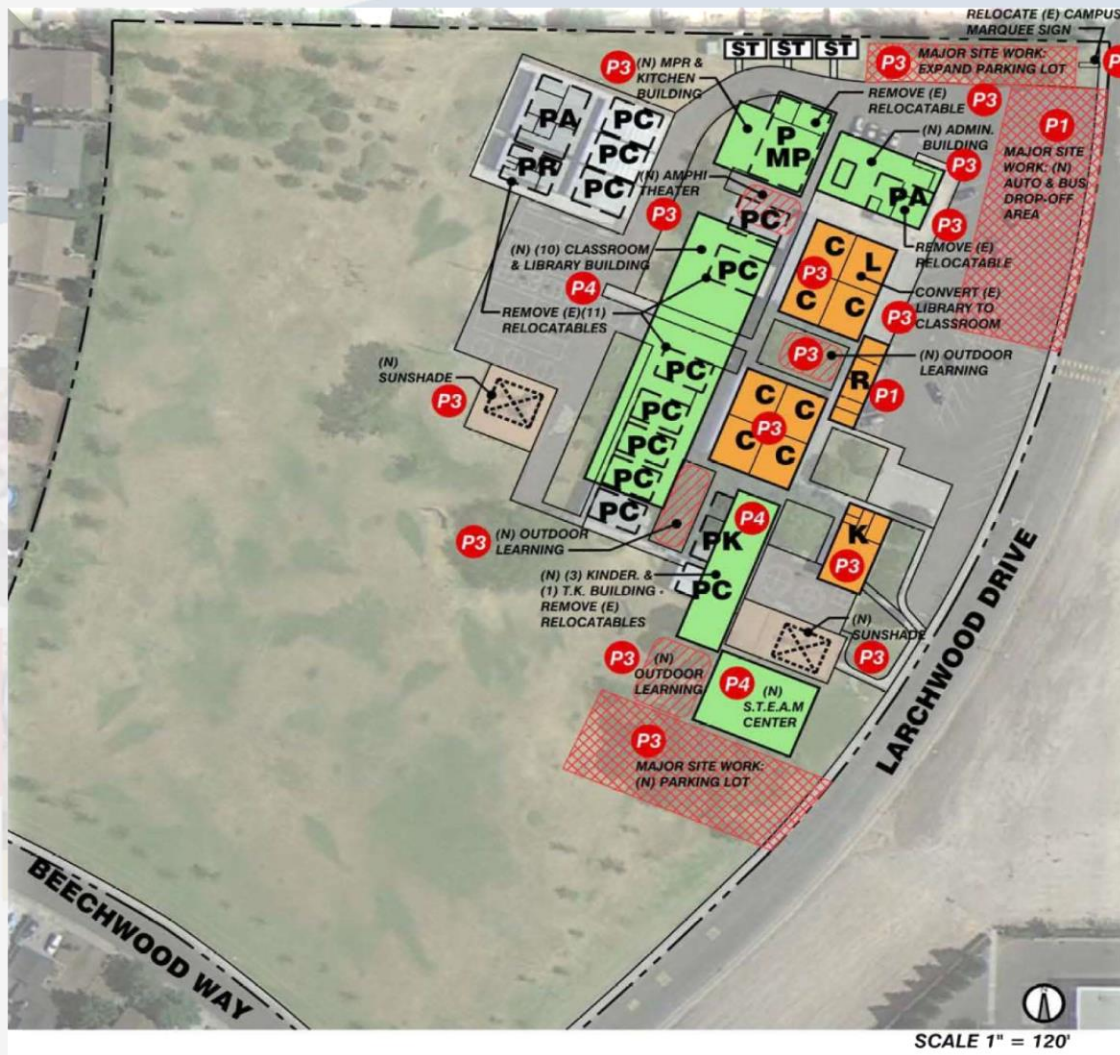 RELOCATE (E) CAMPUS
MARQUEE SIGN
ST ST ST
P3
MAJOR SITE WORK:
EXPAND PARKING LOT
P3
(N) MPR &
KITCHEN
BUILDING
REMOVE (E)
RELOCATABLE
P3
P1
MAJOR SITE
WORK: (N)
AUTO & BUS
DROP-OFF
AREA
(N) ADMIN.
BUILDING
P3
PA
PR
PC
PC
PC
P
MP
PA
(N) AMPHI
THEATER
P3
PC
P3
REMOVE (E)
RELOCATABLE
(N) (10) CLASSROOM
& LIBRARY BUILDING
P4
PC
REMOVE (E)(11)
RELOCATABLES
C
L
P3
C
C
CONVERT (E)
LIBRARY TO
CLASSROOM
P3
P3
(N) OUTDOOR
LEARNING
(N)
SUNSHADE
P3
PC
R
P1
PC
PC
PC
PC
C
C
P3
C
C
P3
(N) OUTDOOR
LEARNING
P4
PK
PC
K
P3
(N) (3) KINDER. &
(1) T.K. BUILDING -
REMOVE (E)
RELOCATABLES
(N)
SUNSHADE
P3
P3
(N)
OUTDOOR
LEARNING
P4
(N)
S.T.E.A.M
CENTER
P3
MAJOR SITE WORK:
(N) PARKING LOT
LARCHWOOD DRIVE
BEECHWOOD WAY
SCALE 1" = 120'